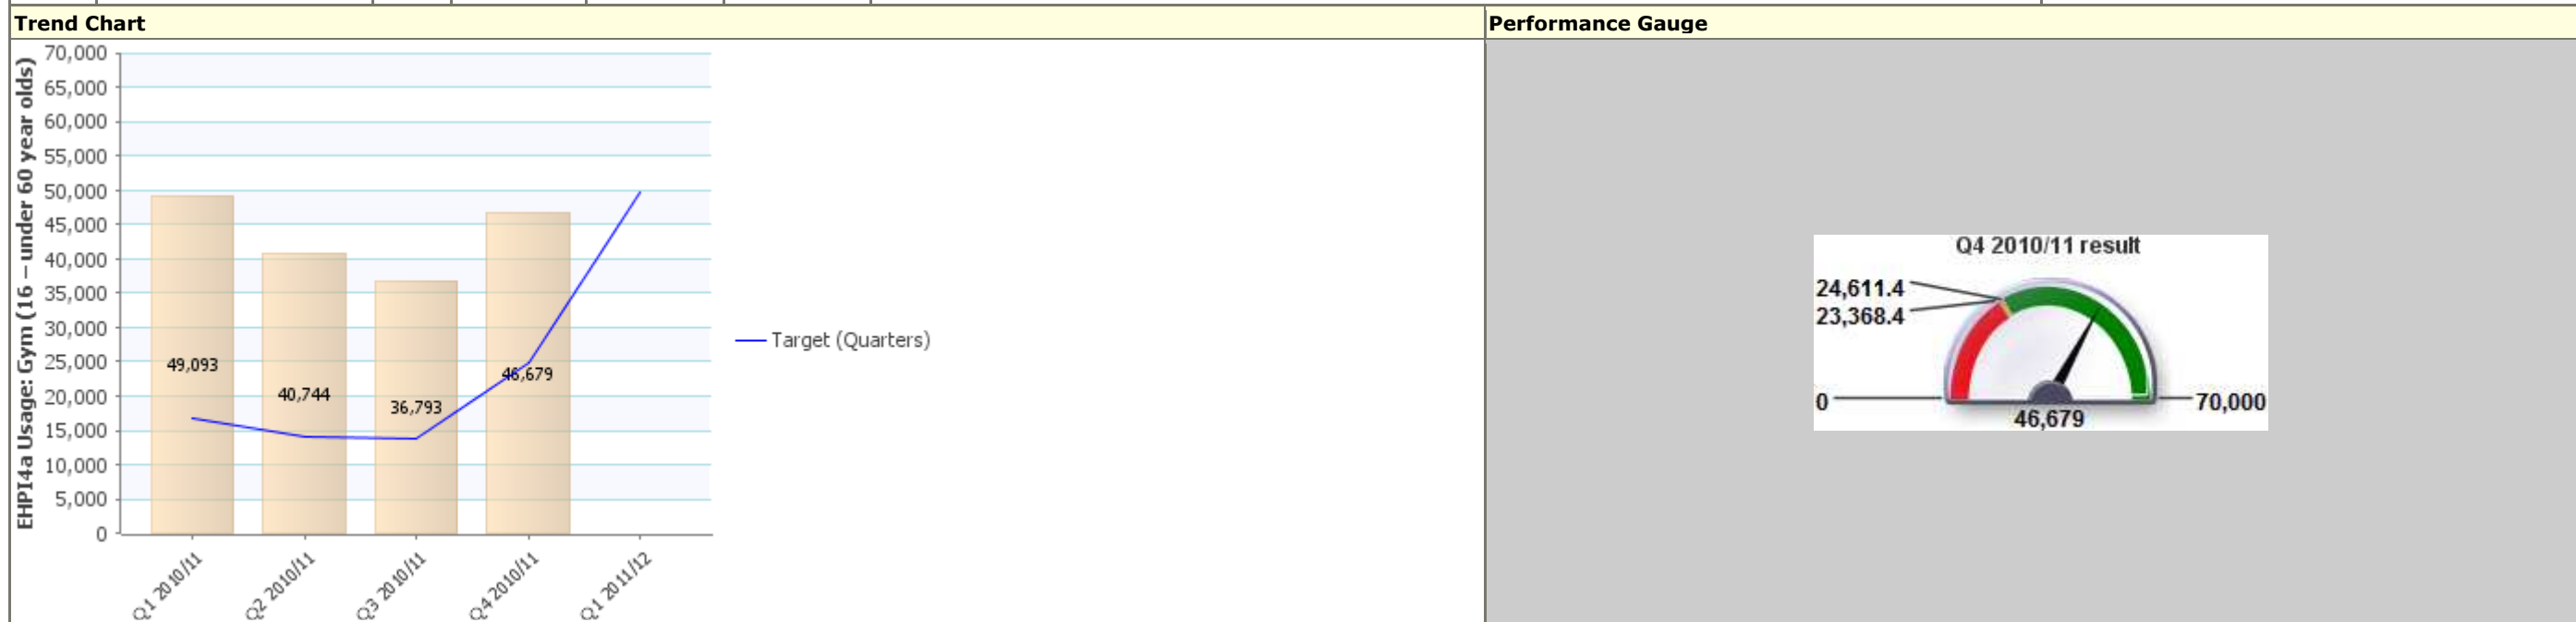 Trend Chart
Performance Gauge
EHPI4a Usage: Gym (16 – under 60 year olds)
70,000
65,000
60,000
55,000
50,000
45,000
40,000
35,000
30,000
25,000
20,000
15,000
10,000
5,000
0
49,093
40,744
36,793
46,679
Q1 2010/11
Q2 2010/11
Q3 2010/11
Q4 2010/11
Q1 2011/12
Target (Quarters)
Q4 2010/11 result
24,611.4
23,368.4
0
70,000
46,679